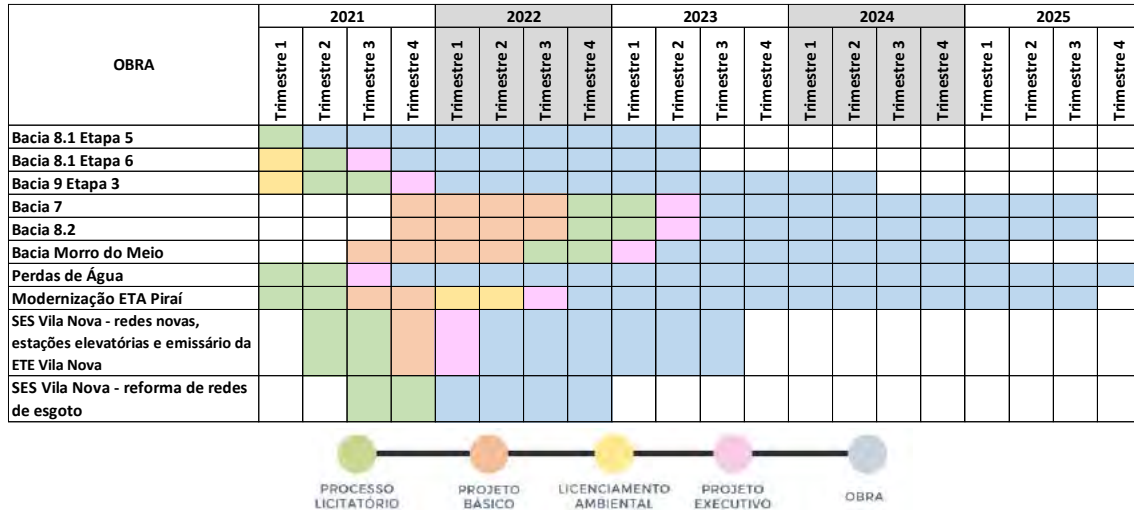 OBRA
2021 2022 2023 2024 2025
Trimestre 1 Trimestre 2 Trimestre 3 Trimestre 4 Trimestre 1 Trimestre 2 Trimestre 3 Trimestre 4 Trimestre 1 Trimestre 2 Trimestre 3 Trimestre 4 Trimestre 1 Trimestre 2 Trimestre 3 Trimestre 4 Trimestre 1 Trimestre 2 Trimestre 3 Trimestre 4
Bacia 8.1 Etapa 5
Bacia 8.1 Etapa 6
Bacia 9 Etapa 3
Bacia 7
Bacia 8.2
Bacia Morro do Meio
Perdas de Água
Modernização ETA Piraí
SES Vila Nova - redes novas,
estações elevatórias e emissário da
ETE Vila Nova
SES Vila Nova - reforma de redes
de esgoto
PROCESSO
LICITATÓRIO
PROJETO
BÁSICO
LICENCIAMENTO
AMBIENTAL
PROJETO
EXECUTIVO
OBRA